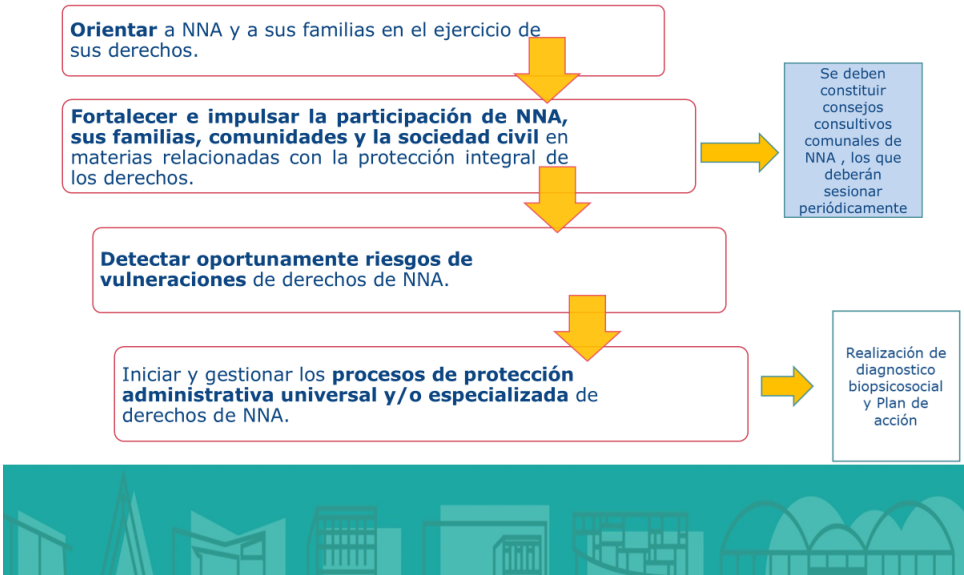 Orientar a NNA y a sus familias en el ejercicio de
sus derechos.
Fortalecer e impulsar la participación de NNA,
sus familias, comunidades y la sociedad civil en
materias relacionadas con la protección integral de
los derechos.
Se deben
constituir
consejos
consultivos
comunales de
NNA , los que
deberán
sesionar
periódicamente
Detectar oportunamente riesgos de
vulneraciones de derechos de NNA.
Iniciar y gestionar los procesos de protección
administrativa universal y/o especializada de
derechos de NNA.
Realización de
diagnostico
biopsicosocial
y Plan de
acción